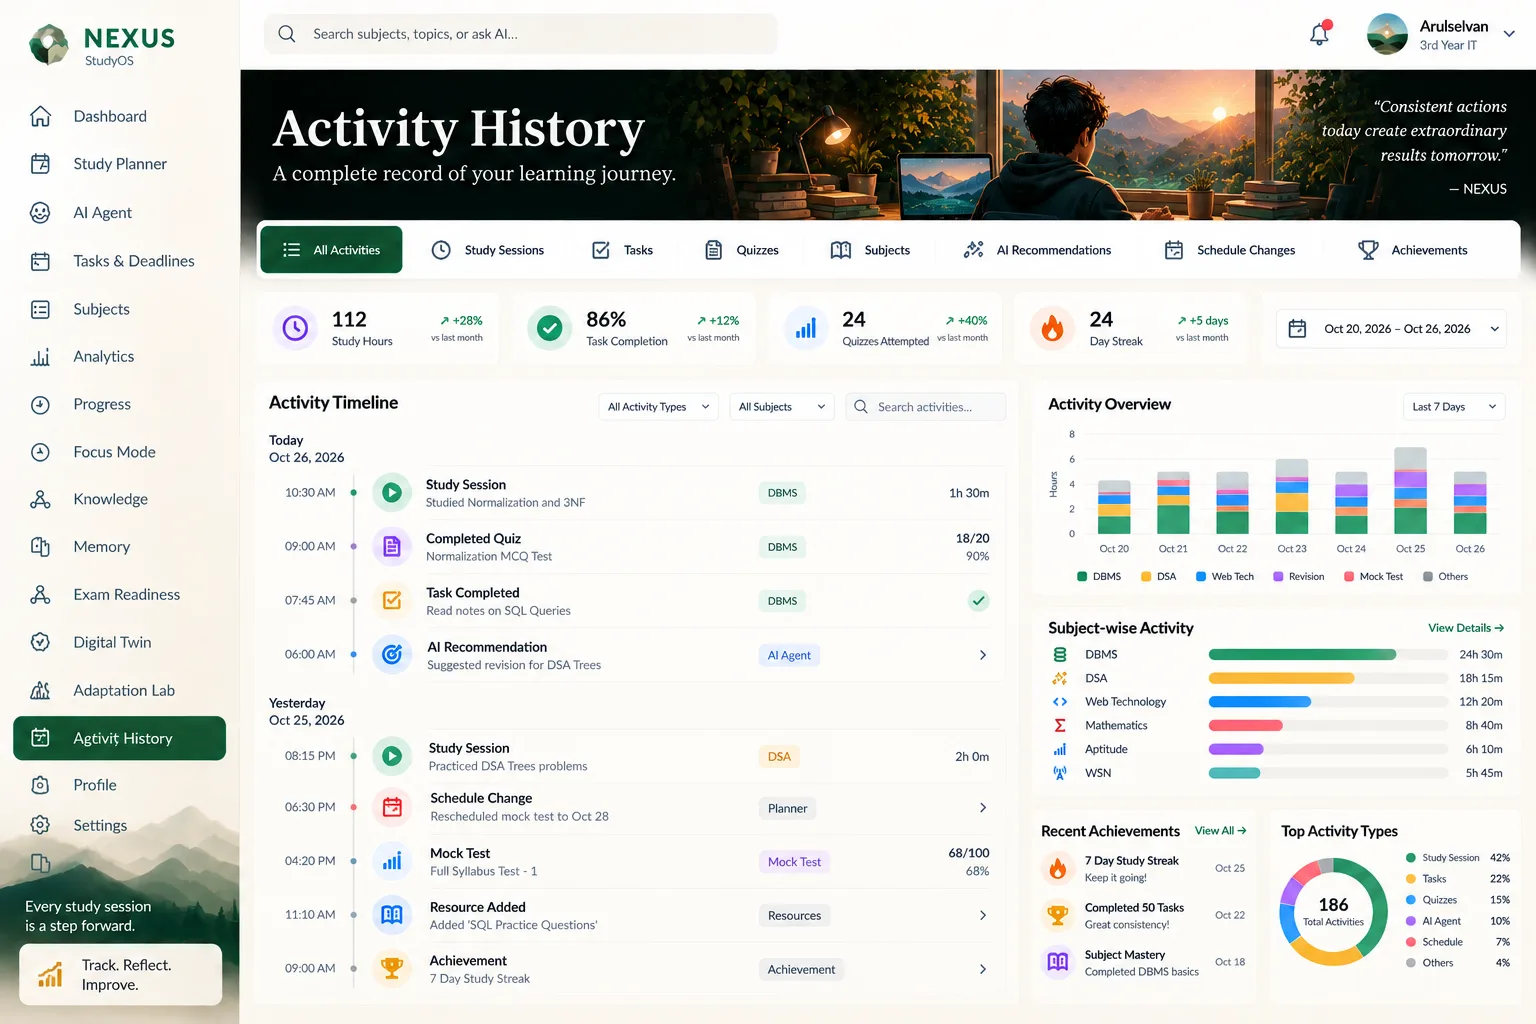 NEXUS
StudyOS
Search subjects, topics, or ask AI...
Arulselvan
3rd Year IT
Dashboard
Study Planner
AI Agent
Tasks & Deadlines
Subjects
Analytics
Progress
Focus Mode
Knowledge
Memory
Exam Readiness
Digital Twin
Adaptation Lab
Agtivit History
Profile
Settings
Every study session
is a step forward.
Track. Reflect.
Improve.
Activity History
A complete record of your learning journey.
“Consistent actions
today create extraordinary
results tomorrow.”
— NEXUS
All Activities
Study Sessions
Tasks
Quizzes
Subjects
AI Recommendations
Schedule Changes
Achievements
112
Study Hours
↗ +28%
vs last month
86%
Task Completion
↗ +12%
vs last month
24
Quizzes Attempted
↗ +40%
vs last month
24
Day Streak
↗ +5 days
vs last month
Oct 20, 2026 – Oct 26, 2026
Activity Timeline
All Activity Types
All Subjects
Search activities...
Today
Oct 26, 2026
10:30 AM
Study Session
Studied Normalization and 3NF
DBMS
1h 30m
09:00 AM
Completed Quiz
Normalization MCQ Test
DBMS
18/20
90%
07:45 AM
Task Completed
Read notes on SQL Queries
DBMS
06:00 AM
AI Recommendation
Suggested revision for DSA Trees
AI Agent
Yesterday
Oct 25, 2026
08:15 PM
Study Session
Practiced DSA Trees problems
DSA
2h 0m
06:30 PM
Schedule Change
Rescheduled mock test to Oct 28
Planner
04:20 PM
Mock Test
Full Syllabus Test - 1
Mock Test
68/100
68%
11:10 AM
Resource Added
Added 'SQL Practice Questions'
Resources
09:00 AM
Achievement
7 Day Study Streak
Achievement
Activity Overview
Last 7 Days
Hours
8
6
4
2
0
Oct 20
Oct 21
Oct 22
Oct 23
Oct 24
Oct 25
Oct 26
DBMS
DSA
Web Tech
Revision
Mock Test
Others
Subject-wise Activity
View Details →
DBMS
24h 30m
DSA
18h 15m
Web Technology
12h 20m
Mathematics
8h 40m
Aptitude
6h 10m
WSN
5h 45m
Recent Achievements
View All →
7 Day Study Streak
Keep it going!
Oct 25
Completed 50 Tasks
Great consistency!
Oct 22
Subject Mastery
Completed DBMS basics
Oct 18
Top Activity Types
186
Total Activities
Study Session 42%
Tasks 22%
Quizzes 15%
AI Agent 10%
Schedule 7%
Others 4%